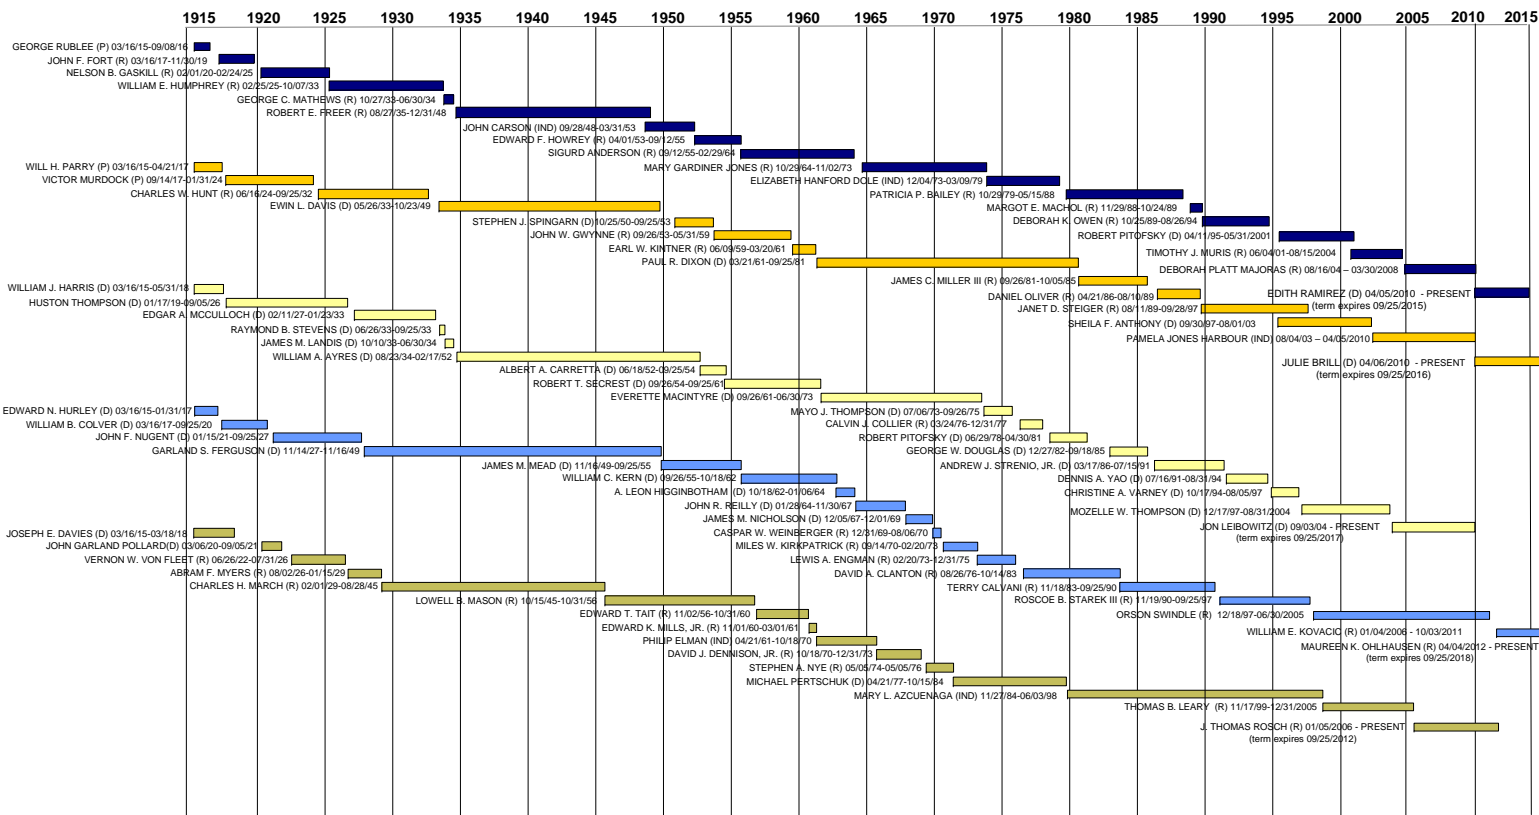 1915 1920 1925 1930 1935 1940 1945 1950 1955 1960 1965 1970 1975 1980 1985 1990 1995 2000 2005 2010 2015
GEORGE RUBLEE (P) 03/16/15-09/08/16
JOHN F. FORT (R) 03/16/17-11/30/19
NELSON B. GASKILL (R) 02/01/20-02/24/25
WILLIAM E. HUMPHREY (R) 02/25/25-10/07/33
GEORGE C. MATHEWS (R) 10/27/33-06/30/34
ROBERT E. FREER (R) 08/27/35-12/31/48
JOHN CARSON (IND) 09/28/48-03/31/53
EDWARD F. HOWREY (R) 04/01/53-09/12/55
SIGURD ANDERSON (R) 09/12/55-02/29/64
MARY GARDINER JONES (R) 10/29/64-11/02/73
ELIZABETH HANFORD DOLE (IND) 12/04/73-03/09/79
PATRICIA P. BAILEY (R) 10/29/79-05/15/88
MARGOT E. MACHOL (R) 11/29/88-10/24/89
DEBORAH K. OWEN (R) 10/25/89-08/26/94
ROBERT PITOFSKY (D) 04/11/95-05/31/2001
TIMOTHY J. MURIS (R) 06/04/01-08/15/2004
DEBORAH PLATT MAJORAS (R) 08/16/04 – 03/30/2008
EDITH RAMIREZ (D) 04/05/2010 - PRESENT
(term expires 09/25/2015)
WILL H. PARRY (P) 03/16/15-04/21/17
VICTOR MURDOCK (P) 09/14/17-01/31/24
CHARLES W. HUNT (R) 06/16/24-09/25/32
EWIN L. DAVIS (D) 05/26/33-10/23/49
STEPHEN J. SPINGARN (D)10/25/50-09/25/53
JOHN W. GWYNNE (R) 09/26/53-05/31/59
EARL W. KINTNER (R) 06/09/59-03/20/61
PAUL R. DIXON (D) 03/21/61-09/25/81
JAMES C. MILLER III (R) 09/26/81-10/05/85
DANIEL OLIVER (R) 04/21/86-08/10/89
JANET D. STEIGER (R) 08/11/89-09/28/97
SHEILA F. ANTHONY (D) 09/30/97-08/01/03
PAMELA JONES HARBOUR (IND) 08/04/03 – 04/05/2010
JULIE BRILL (D) 04/06/2010 - PRESENT
(term expires 09/25/2016)
WILLIAM J. HARRIS (D) 03/16/15-05/31/18
HUSTON THOMPSON (D) 01/17/19-09/05/26
EDGAR A. MCCULLOCH (D) 02/11/27-01/23/33
RAYMOND B. STEVENS (D) 06/26/33-09/25/33
JAMES M. LANDIS (D) 10/10/33-06/30/34
WILLIAM A. AYRES (D) 08/23/34-02/17/52
ALBERT A. CARRETTA (D) 06/18/52-09/25/54
ROBERT T. SECREST (D) 09/26/54-09/25/61
EVERETTE MACINTYRE (D) 09/26/61-06/30/73
MAYO J. THOMPSON (D) 07/06/73-09/26/75
CALVIN J. COLLIER (R) 03/24/76-12/31/77
ROBERT PITOFSKY (D) 06/29/78-04/30/81
GEORGE W. DOUGLAS (D) 12/27/82-09/18/85
ANDREW J. STRENIO, JR. (D) 03/17/86-07/15/91
DENNIS A. YAO (D) 07/16/91-08/31/94
CHRISTINE A. VARNEY (D) 10/17/94-08/05/97
MOZELLE W. THOMPSON (D) 12/17/97-08/31/2004
JON LEIBOWITZ (D) 09/03/04 - PRESENT
(term expires 09/25/2017)
EDWARD N. HURLEY (D) 03/16/15-01/31/17
WILLIAM B. COLVER (D) 03/16/17-09/25/20
JOHN F. NUGENT (D) 01/15/21-09/25/27
GARLAND S. FERGUSON (D) 11/14/27-11/16/49
JAMES M. MEAD (D) 11/16/49-09/25/55
WILLIAM C. KERN (D) 09/26/55-10/18/62
A. LEON HIGGINBOTHAM (D) 10/18/62-01/06/64
JOHN R. REILLY (D) 01/28/64-11/30/67
JAMES M. NICHOLSON (D) 12/05/67-12/01/69
CASPAR W. WEINBERGER (R) 12/31/69-08/06/70
MILES W. KIRKPATRICK (R) 09/14/70-02/20/73
LEWIS A. ENGMAN (R) 02/20/73-12/31/75
DAVID A. CLANTON (R) 08/26/76-10/14/83
TERRY CALVANI (R) 11/18/83-09/25/90
ROSCOE B. STAREK III (R) 11/19/90-09/25/97
ORSON SWINDLE (R) 12/18/97-06/30/2005
WILLIAM E. KOVACIC (R) 01/04/2006 - 10/03/2011
MAUREEN K. OHLHAUSEN (R) 04/04/2012 - PRESENT
(term expires 09/25/2018)
JOSEPH E. DAVIES (D) 03/16/15-03/18/18
JOHN GARLAND POLLARD(D) 03/06/20-09/05/21
VERNON W. VON FLEET (R) 06/26/22-07/31/26
ABRAM F. MYERS (R) 08/02/26-01/15/29
CHARLES H. MARCH (R) 02/01/29-08/28/45
LOWELL B. MASON (R) 10/15/45-10/31/56
EDWARD T. TAIT (R) 11/02/56-10/31/60
EDWARD K. MILLS, JR. (R) 11/01/60-03/01/61
PHILIP ELMAN (IND) 04/21/61-10/18/70
DAVID J. DENNISON, JR. (R) 10/18/70-12/31/73
STEPHEN A. NYE (R) 05/05/74-05/05/76
MICHAEL PERTSCHUK (D) 04/21/77-10/15/84
MARY L. AZCUENAGA (IND) 11/27/84-06/03/98
THOMAS B. LEARY (R) 11/17/99-12/31/2005
J. THOMAS ROSCH (R) 01/05/2006 - PRESENT
(term expires 09/25/2012)